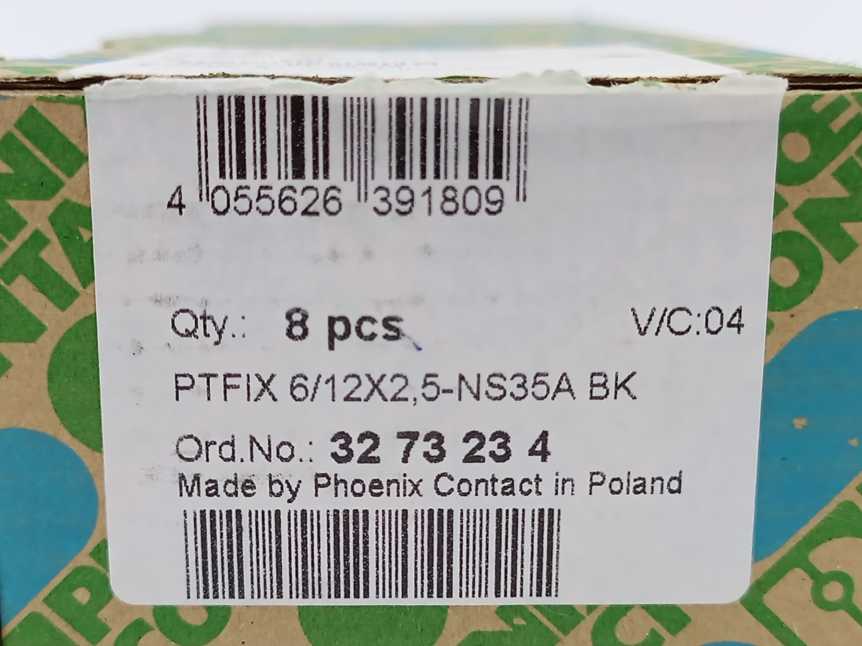 4 055626 391809
Qty.: 8 pcs V/C:04
PTFIX 6/12X2,5-NS35A BK
Ord.No.: 32 73 23 4
Made by Phoenix Contact in Poland